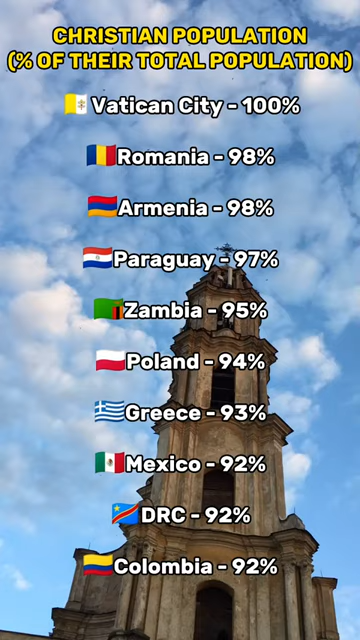 CHRISTIAN POPULATION
(% OF THEIR TOTAL POPULATION)
Vatican City - 100%
Romania - 98%
Armenia - 98%
Paraguay - 97%
Zambia - 95%
Poland - 94%
Greece - 93%
Mexico - 92%
DRC - 92%
Colombia - 92%